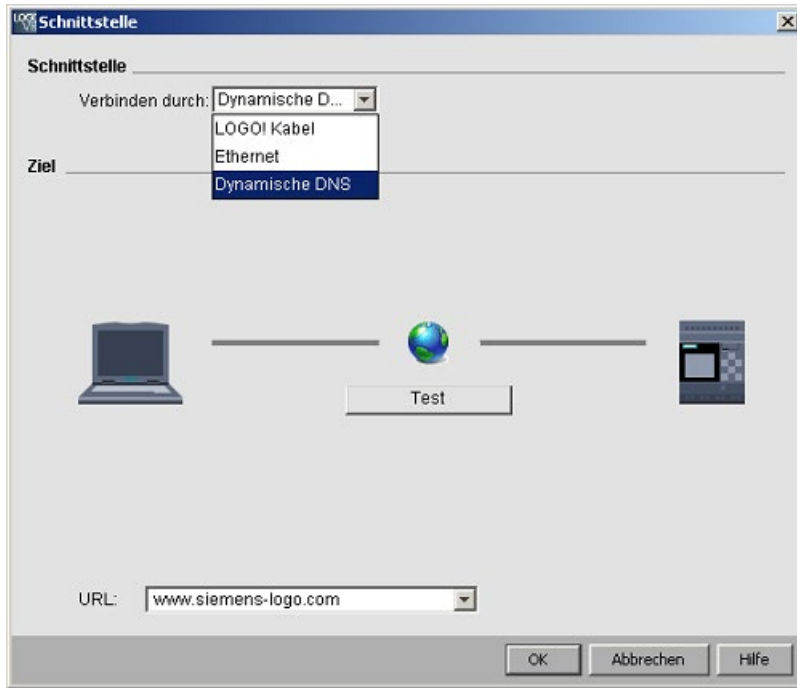 Schnittstelle
Schnittstelle
Verbinden durch: Dynamische D...
LOGO! Kabel
Ethernet
Dynamische DNS
Ziel
Test
URL: www.siemens-logo.com
OK Abbrechen Hilfe